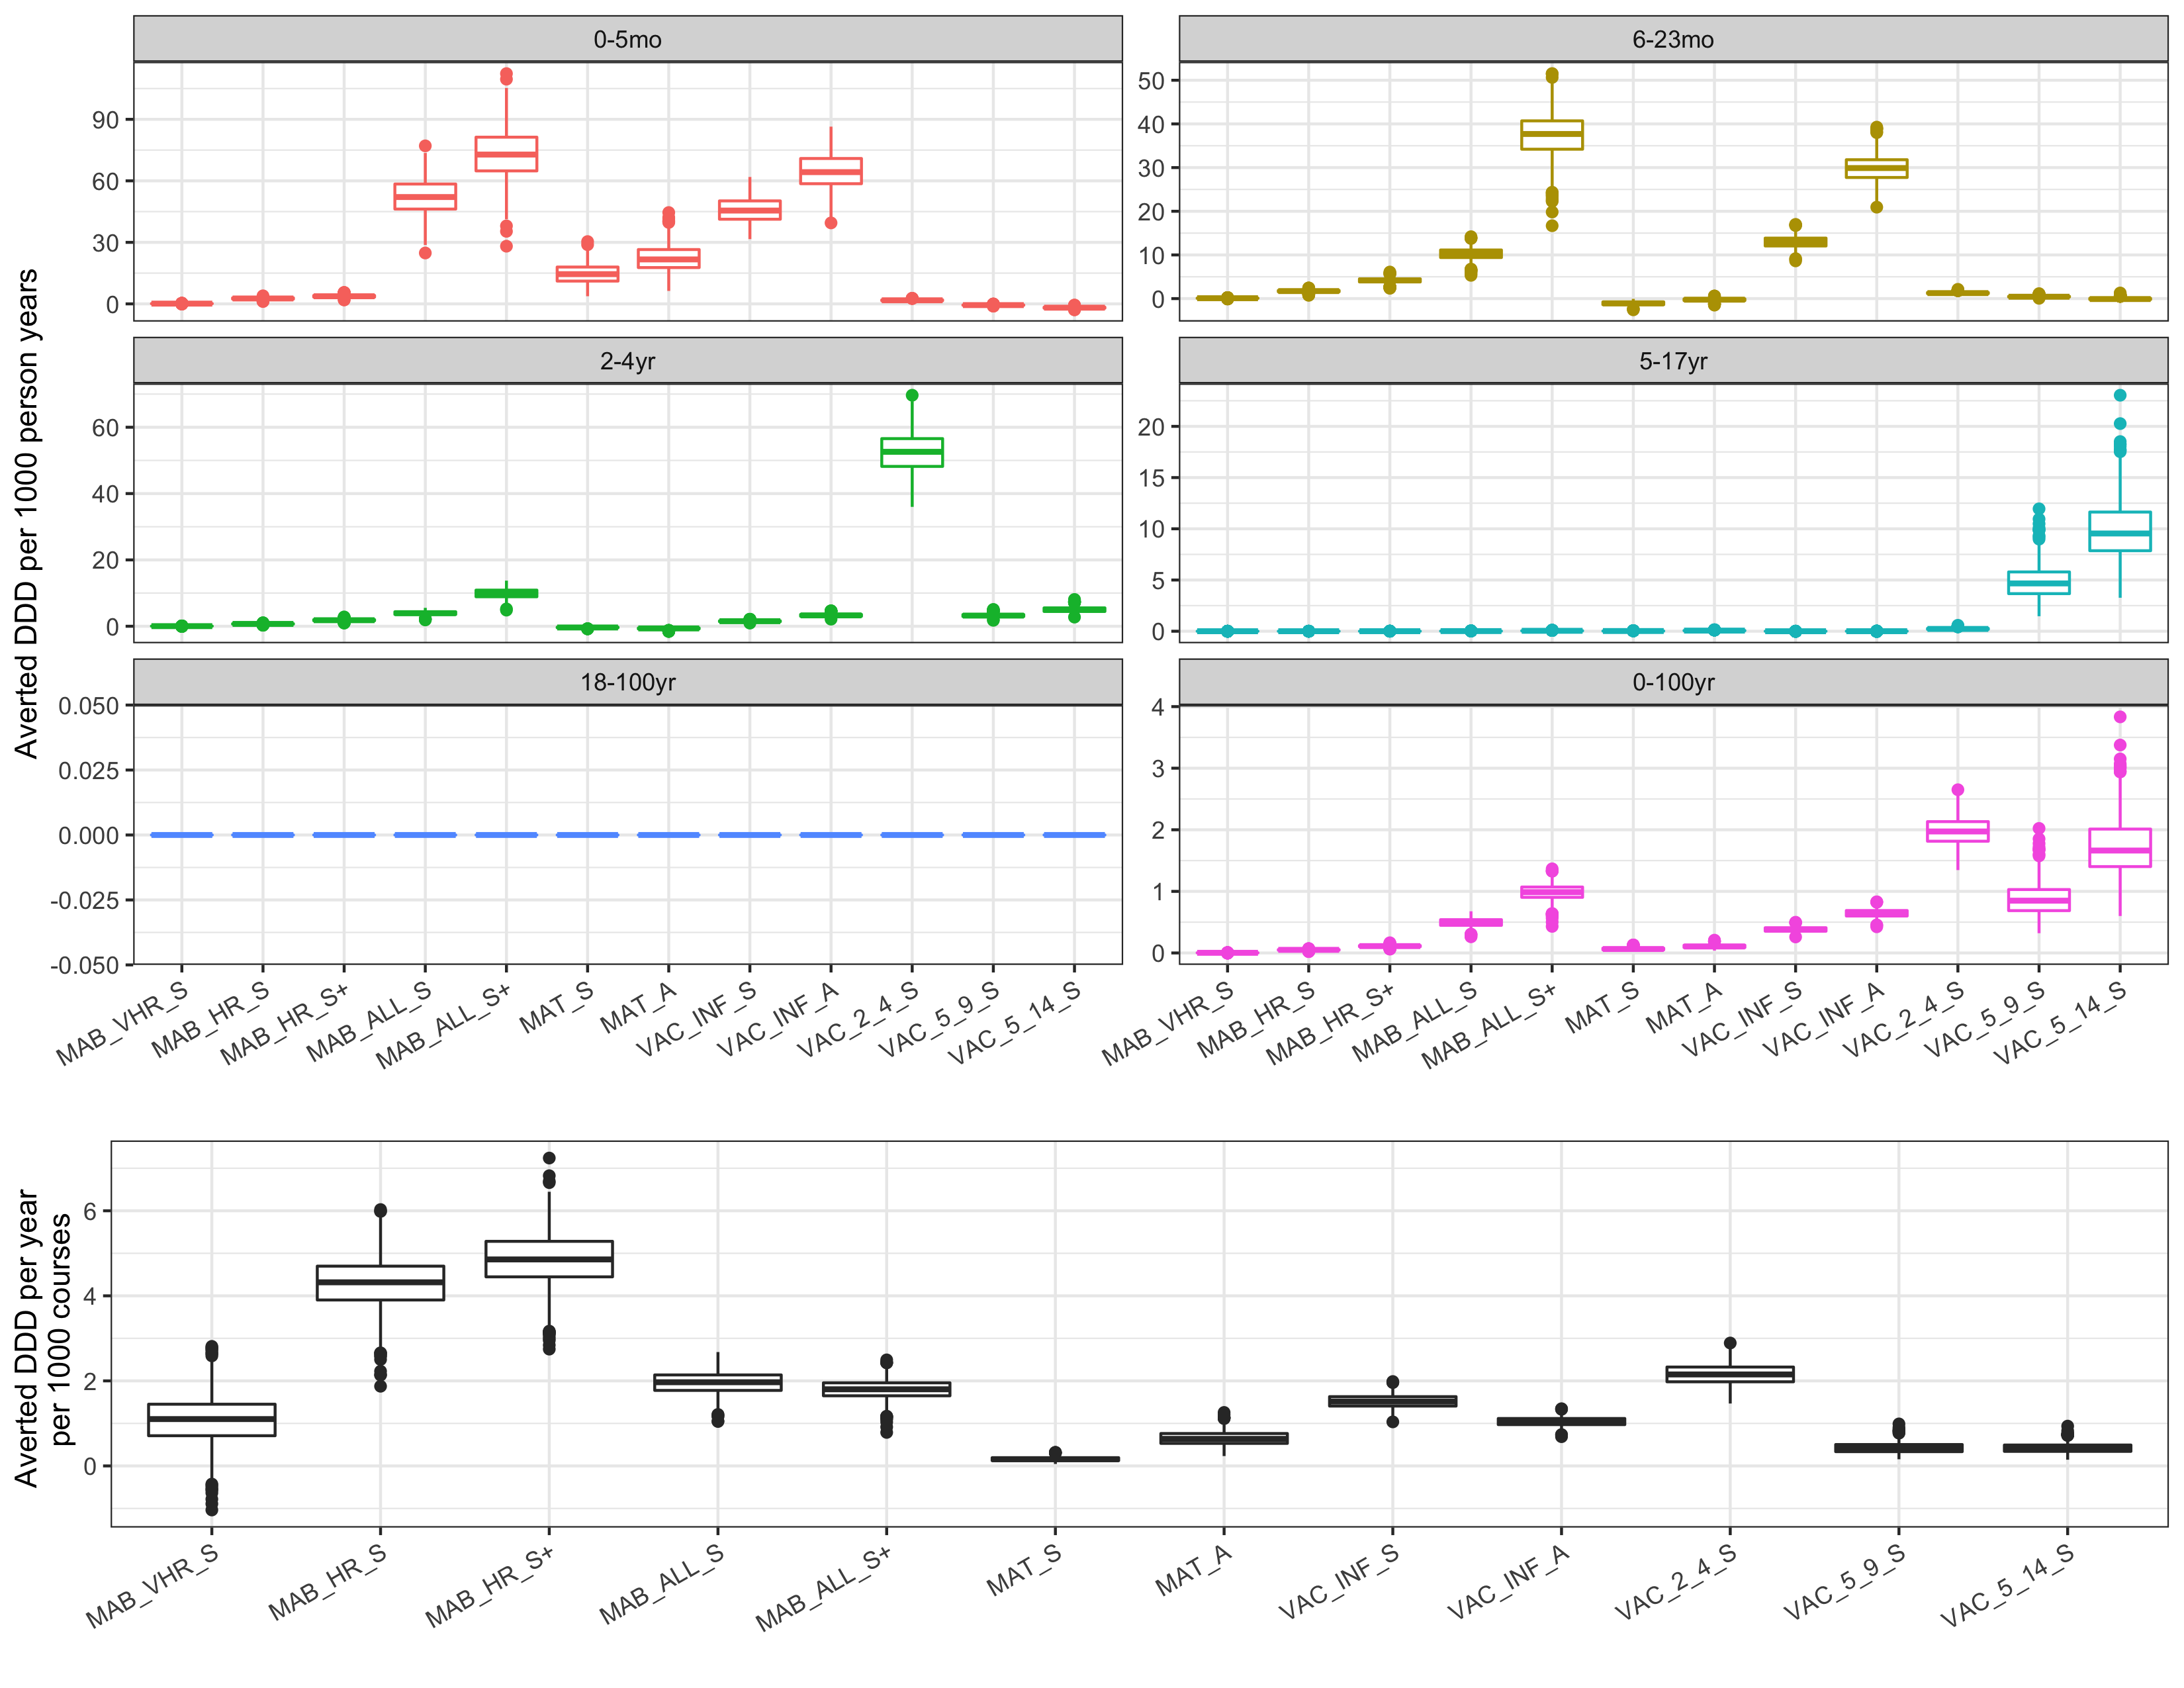 0-5mo
6-23mo
90
60
30
0
50
40
30
20
10
0
2-4yr
5-17yr
60
40
20
0
20
15
10
5
0
18-100yr
0-100yr
0.050
0.025
0.000
-0.025
-0.050
4
3
2
1
0
Averted DDD per 1000 person years
MAB_VHR_S
MAB_HR_S
MAB_HR_S+
MAB_ALL_S
MAB_ALL_S+
MAT_S
MAT_A
VAC_INF_S
VAC_INF_A
VAC_2_4_S
VAC_5_9_S
VAC_5_14_S
MAB_VHR_S
MAB_HR_S
MAB_HR_S+
MAB_ALL_S
MAB_ALL_S+
MAT_S
MAT_A
VAC_INF_S
VAC_INF_A
VAC_2_4_S
VAC_5_9_S
VAC_5_14_S
Averted DDD per year
per 1000 courses
6
4
2
0
MAB_VHR_S
MAB_HR_S
MAB_HR_S+
MAB_ALL_S
MAB_ALL_S+
MAT_S
MAT_A
VAC_INF_S
VAC_INF_A
VAC_2_4_S
VAC_5_9_S
VAC_5_14_S